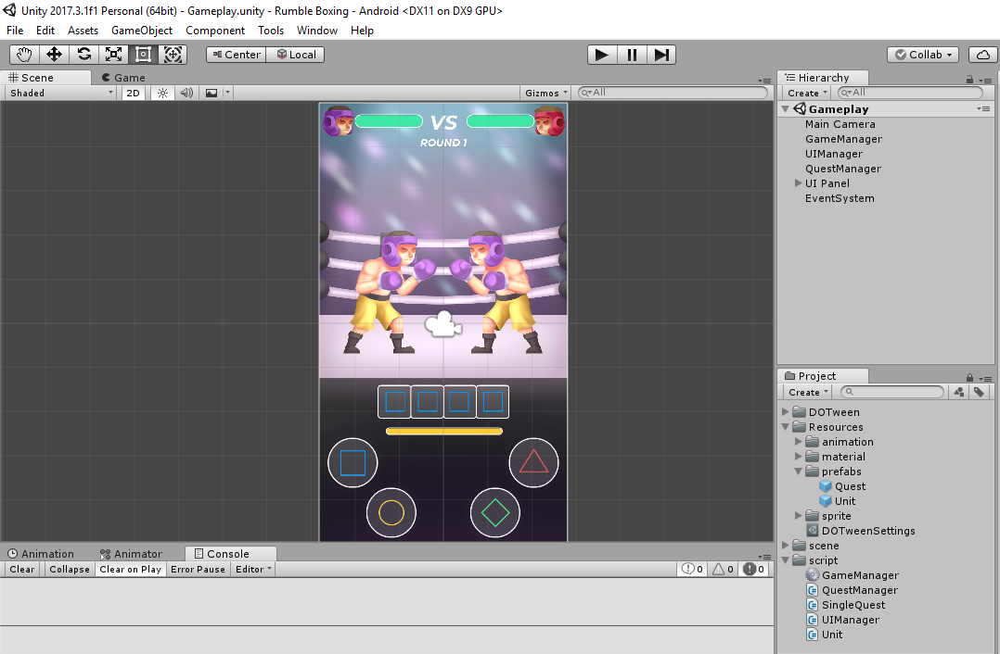 Unity 2017.3.1f1 Personal (64bit) - Gameplay.unity - Rumble Boxing - Android <DX11 on DX9 GPU>
File Edit Assets GameObject Component Tools Window Help
Center Local
Collab
Scene Game
Shaded 2D Gizmos All
VS
ROUND 1
Hierarchy
Create All
Gameplay
Main Camera
GameManager
UIManager
QuestManager
UI Panel
EventSystem
Project
Create
DOTween
Resources
animation
material
prefabs
Quest
Unit
sprite
DOTweenSettings
scene
script
GameManager
QuestManager
SingleQuest
UIManager
Unit
Animation Animator Console
Clear Collapse Clear on Play Error Pause Editor 0 0 0